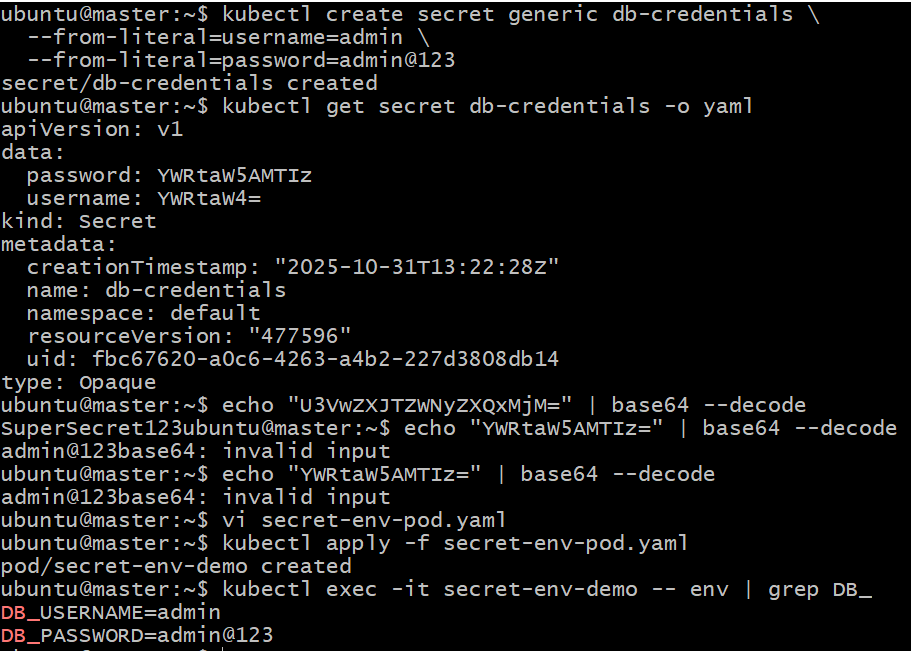 ubuntu@master:~$ kubectl create secret generic db-credentials \
  --from-literal=username=admin \
  --from-literal=password=admin@123
secret/db-credentials created
ubuntu@master:~$ kubectl get secret db-credentials -o yaml
apiVersion: v1
data:
  password: YWRtaW5AMTIz
  username: YWRtaW4=
kind: Secret
metadata:
  creationTimestamp: "2025-10-31T13:22:28Z"
  name: db-credentials
  namespace: default
  resourceVersion: "477596"
  uid: fbc67620-a0c6-4263-a4b2-227d3808db14
type: Opaque
ubuntu@master:~$ echo "U3VwZXJTZWNyZXQxMjM=" | base64 --decode
SuperSecret123ubuntu@master:~$ echo "YWRtaW5AMTIz=" | base64 --decode
admin@123base64: invalid input
ubuntu@master:~$ echo "YWRtaW5AMTIz=" | base64 --decode
admin@123base64: invalid input
ubuntu@master:~$ vi secret-env-pod.yaml
ubuntu@master:~$ kubectl apply -f secret-env-pod.yaml
pod/secret-env-demo created
ubuntu@master:~$ kubectl exec -it secret-env-demo -- env | grep DB_
DB_USERNAME=admin
DB_PASSWORD=admin@123